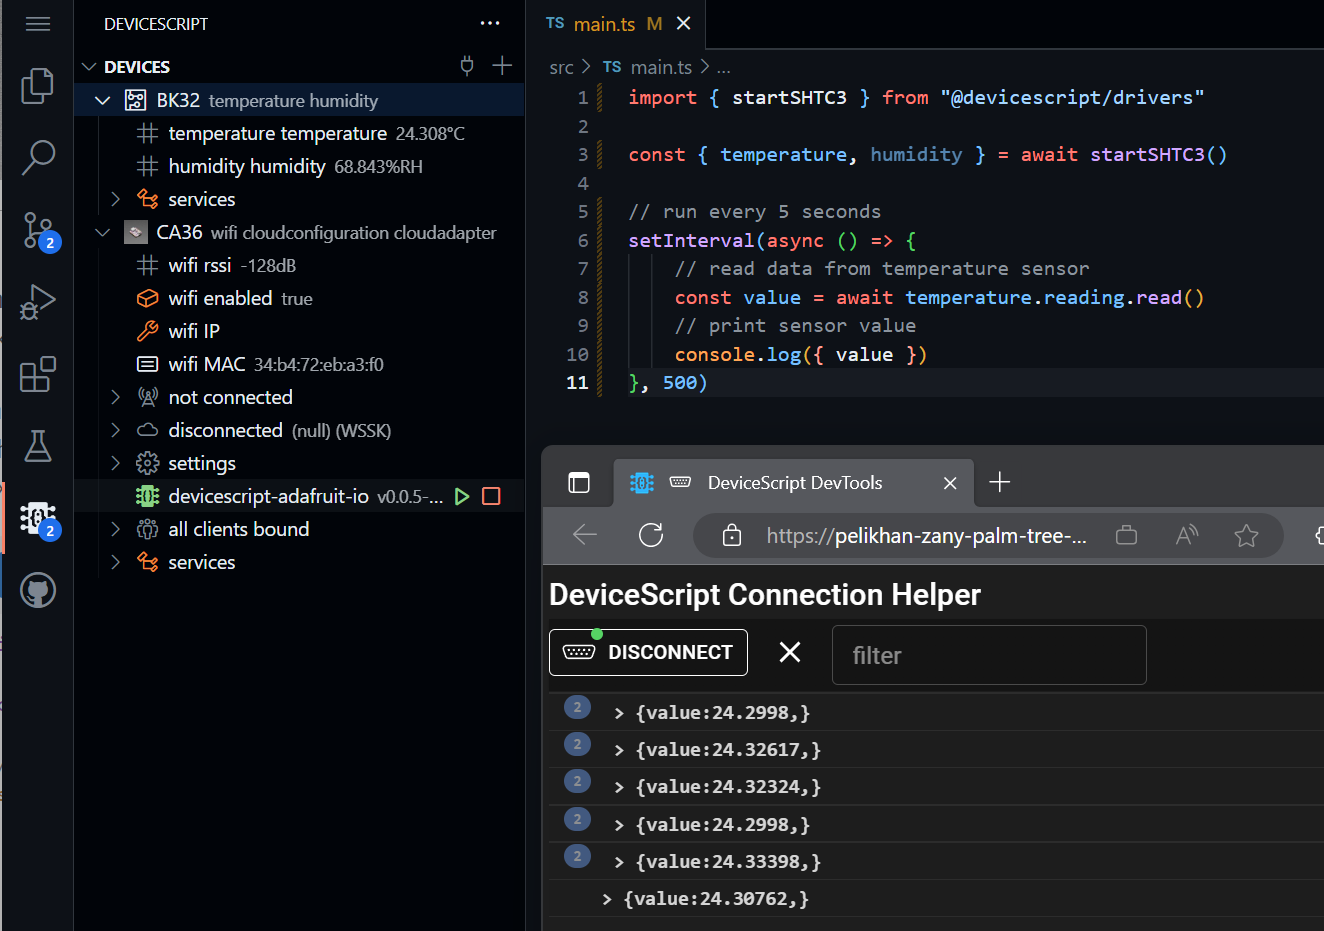 DEVICESCRIPT
DEVICES
BK32 temperature humidity
temperature temperature 24.308°C
humidity humidity 68.843%RH
services
CA36 wifi cloudconfiguration cloudadapter
wifi rssi -128dB
wifi enabled true
wifi IP
wifi MAC 34:b4:72:eb:a3:f0
not connected
disconnected (null) (WSSK)
settings
devicescript-adafruit-io v0.0.5-...
all clients bound
services
2
2
TS main.ts M
src > TS main.ts > ...
1 import { startSHTC3 } from "@devicescript/drivers"
2
3 const { temperature, humidity } = await startSHTC3()
4
5 // run every 5 seconds
6 setInterval(async () => {
7 // read data from temperature sensor
8 const value = await temperature.reading.read()
9 // print sensor value
10 console.log({ value })
11 }, 500)
DeviceScript DevTools
https://pelikhan-zany-palm-tree-...
DeviceScript Connection Helper
DISCONNECT filter
2 > {value:24.2998,}
2 > {value:24.32617,}
2 > {value:24.32324,}
2 > {value:24.2998,}
2 > {value:24.33398,}
> {value:24.30762,}